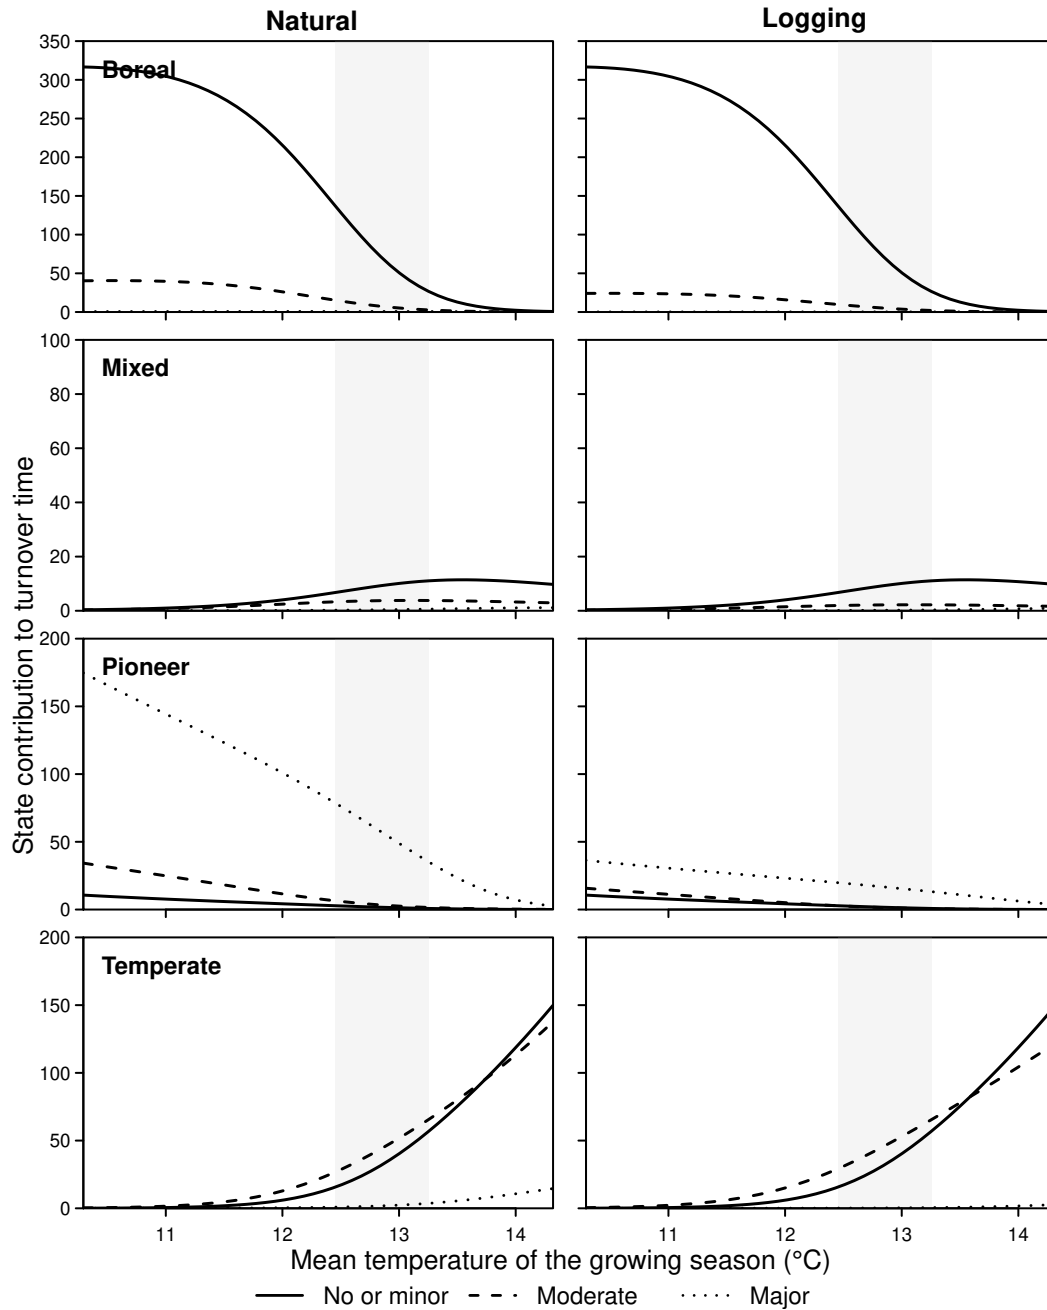 Natural Logging
350
300
250
200
150
100
50
0
Boreal
100
80
60
40
20
0
Mixed
200
150
100
50
0
Pioneer
200
150
100
50
0
Temperate
State contribution to turnover time
11 12 13 14 11 12 13 14
Mean temperature of the growing season (°C)
No or minor Moderate Major